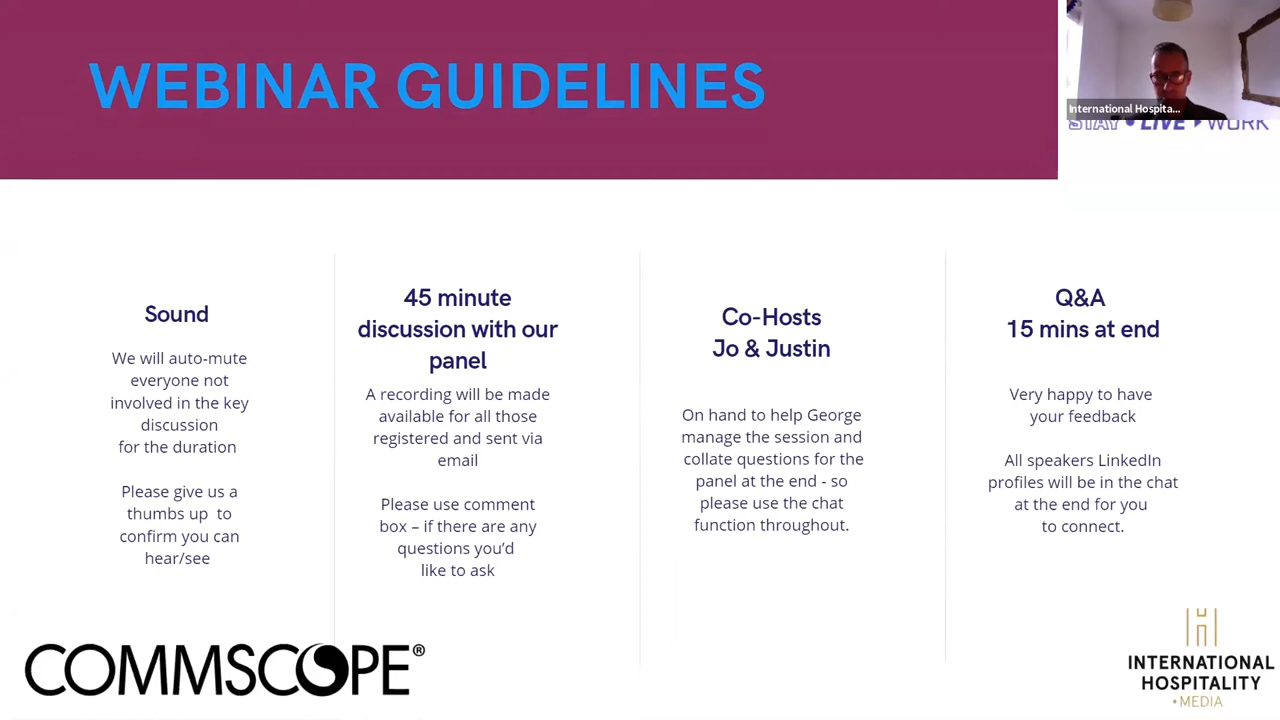 WEBINAR GUIDELINES
International Hospita...
STAY • LIVE WORK
Sound
We will auto-mute
everyone not
involved in the key
discussion
for the duration
Please give us a
thumbs up to
confirm you can
hear/see
45 minute
discussion with our
panel
A recording will be made
available for all those
registered and sent via
email
Please use comment
box – if there are any
questions you'd
like to ask
Co-Hosts
Jo & Justin
On hand to help George
manage the session and
collate questions for the
panel at the end - so
please use the chat
function throughout.
Q&A
15 mins at end
Very happy to have
your feedback
All speakers LinkedIn
profiles will be in the chat
at the end for you
to connect.
COMMSCOPE®
INTERNATIONAL
HOSPITALITY
• MEDIA